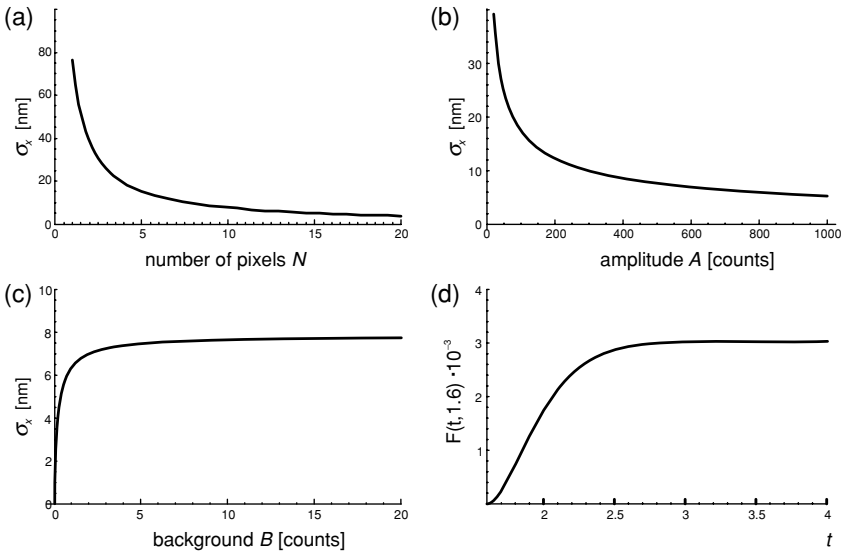 (a)
80
60
40
20
0
σx [nm]
0 5 10 15 20
number of pixels N
(b)
30
20
10
0
σx [nm]
0 200 400 600 800 1000
amplitude A [counts]
(c)
10
8
6
4
2
0
σx [nm]
0 5 10 15 20
background B [counts]
(d)
4
3
2
1
F(t,1.6) •10⁻³
2 2.5 3 3.5 4
t